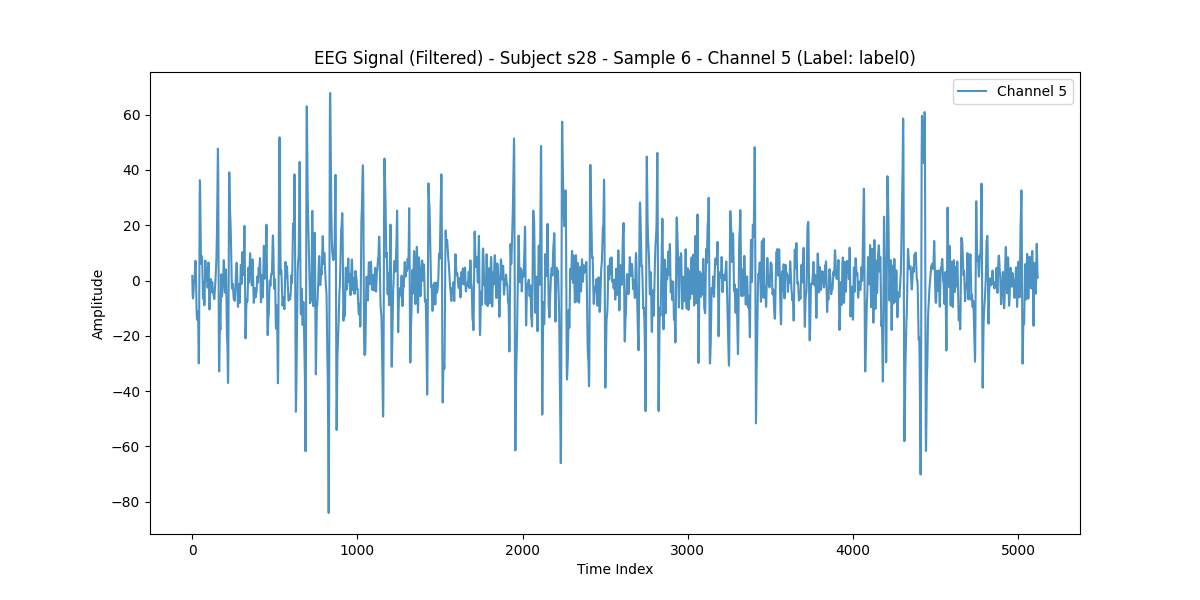 EEG Signal (Filtered) - Subject s28 - Sample 6 - Channel 5 (Label: label0)
Channel 5
60
40
20
0
−20
−40
−60
−80
Amplitude
0 1000 2000 3000 4000 5000
Time Index